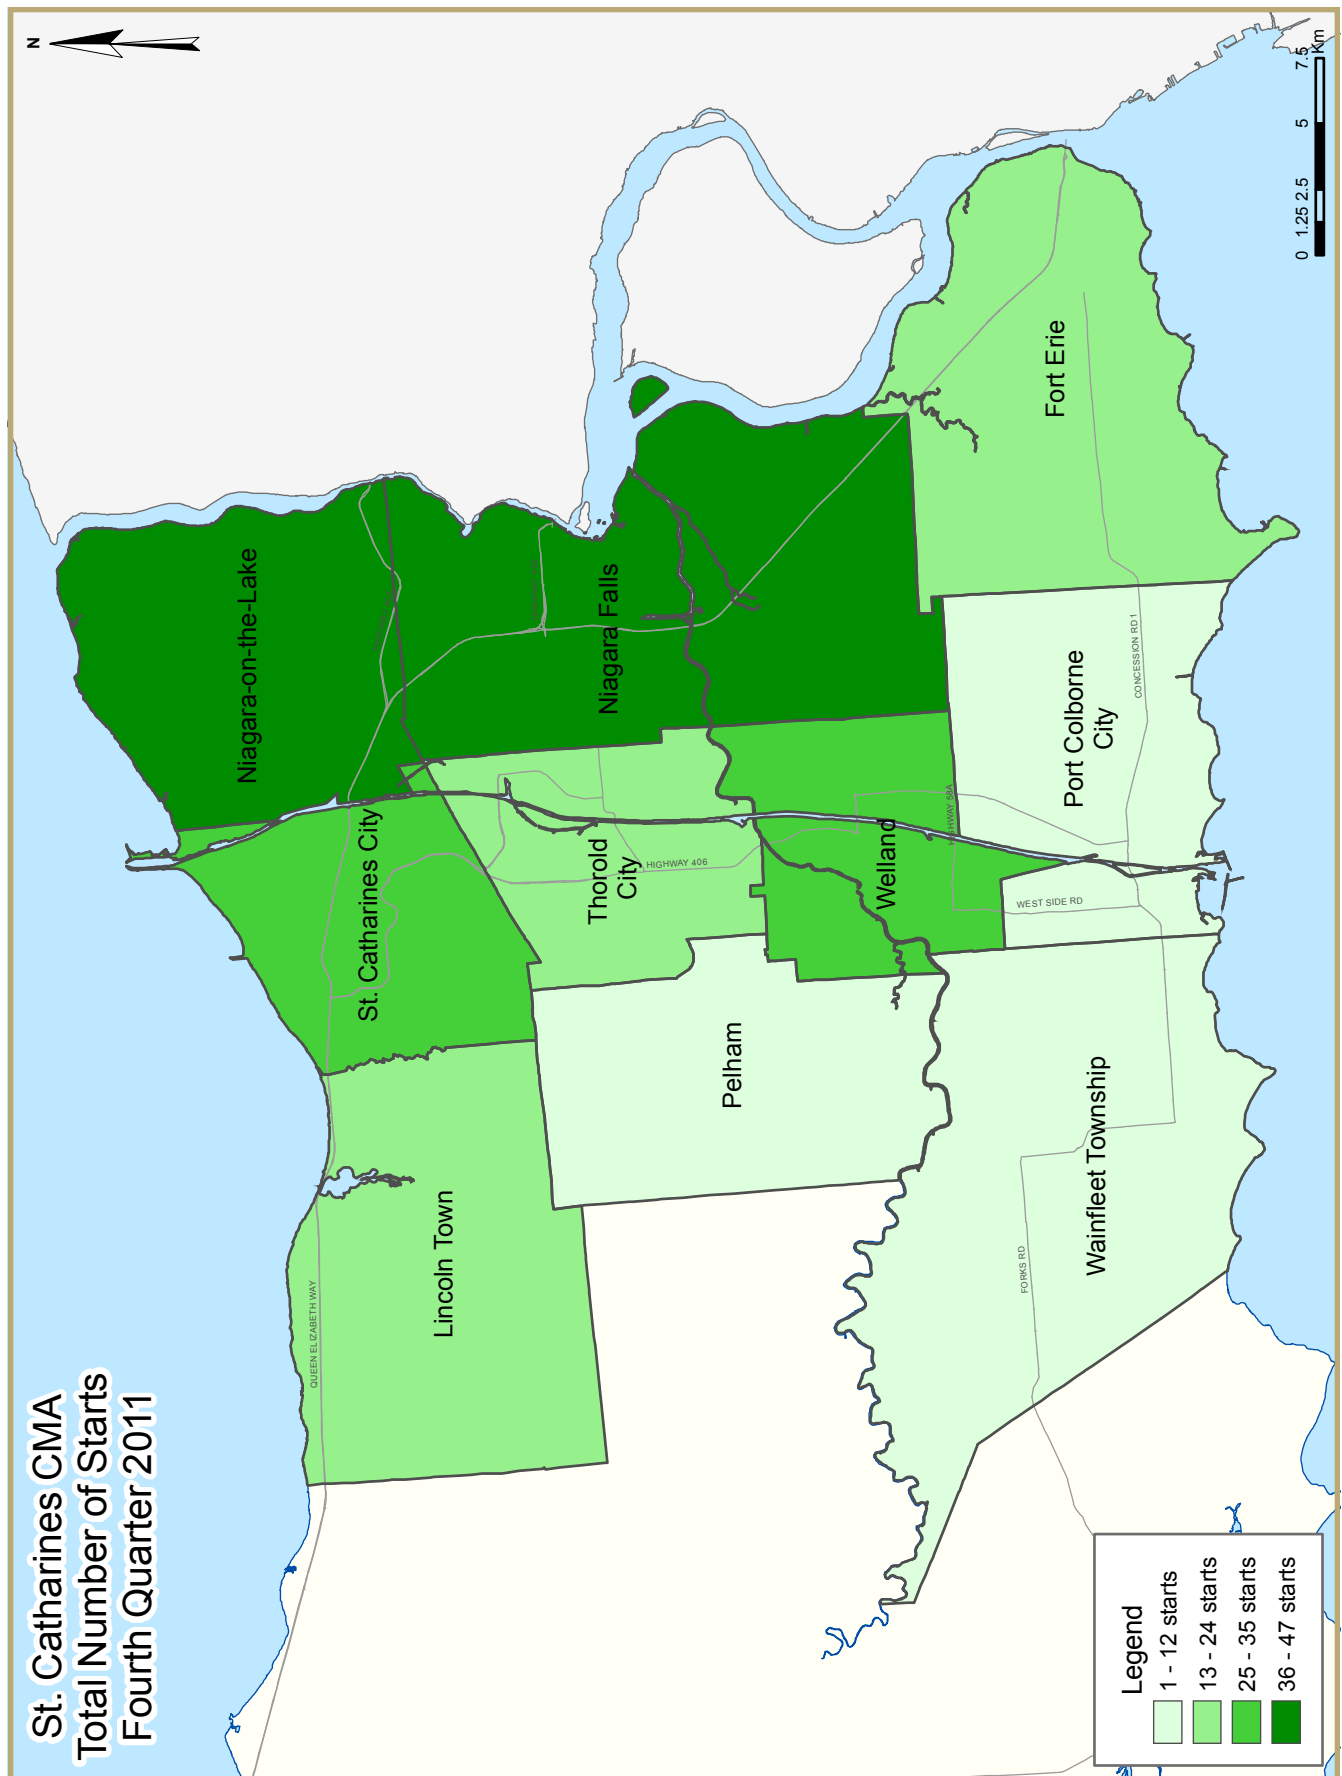 St. Catharines CMA
Total Number of Starts
Fourth Quarter 2011
N
Niagara-on-the-Lake
St. Catharines City
Lincoln Town
QUEEN ELIZABETH WAY
Niagara Falls
Thorold
City
HIGHWAY 406
Pelham
Welland
HIGHWAY 58A
Fort Erie
Port Colborne
City
CONCESSION RD 1
WEST SIDE RD
Wainfleet Township
FORKS RD
Legend
1 - 12 starts
13 - 24 starts
25 - 35 starts
36 - 47 starts
0 1.25 2.5 5 7.5
Km